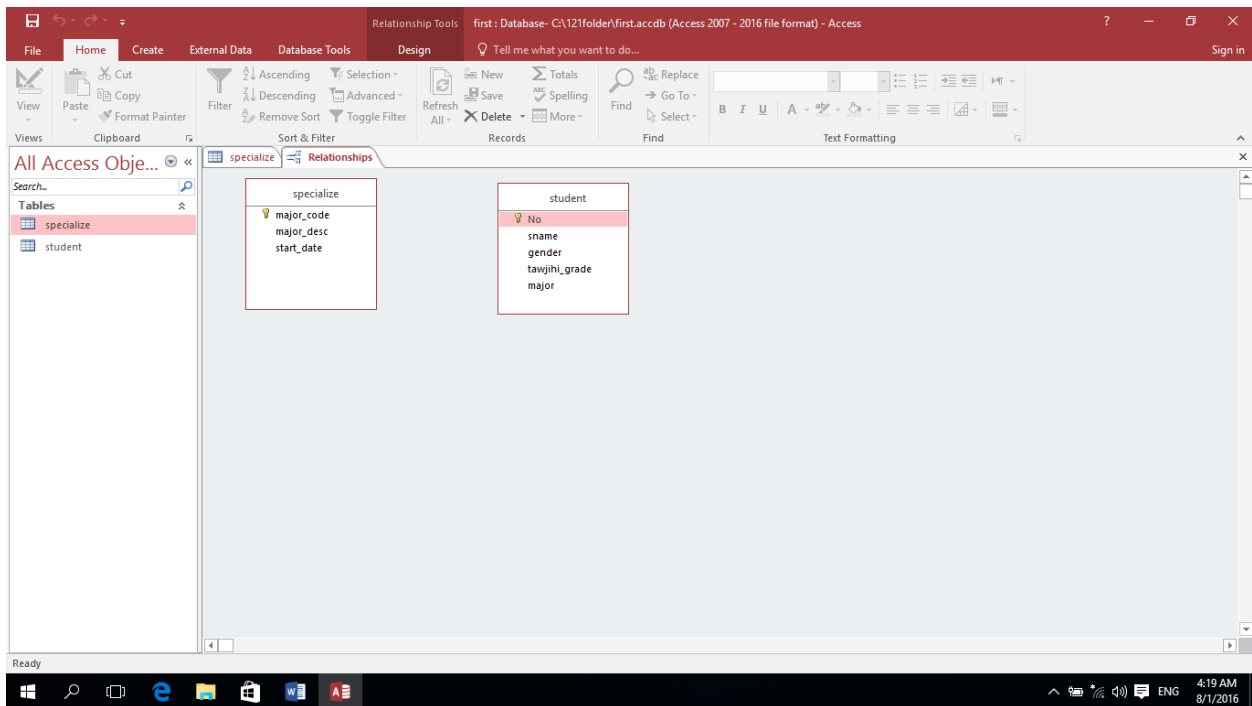 Relationship Tools first : Database- C:\121folder\first.accdb (Access 2007 - 2016 file format) - Access ?
File Home Create External Data Database Tools Design Tell me what you want to do... Sign in
View
Paste
Cut
Copy
Format Painter
Filter
Ascending
Descending
Remove Sort
Selection
Advanced
Toggle Filter
Refresh
All
New
Save
Delete
Totals
Spelling
More
Find
Replace
Go To
Select
B I U A
Views Clipboard Sort & Filter Records Find Text Formatting
All Access Obje...
Search...
Tables
specialize
student
specialize Relationships
specialize
major_code
major_desc
start_date
student
No
sname
gender
tawjihi_grade
major
Ready
ENG
4:19 AM
8/1/2016